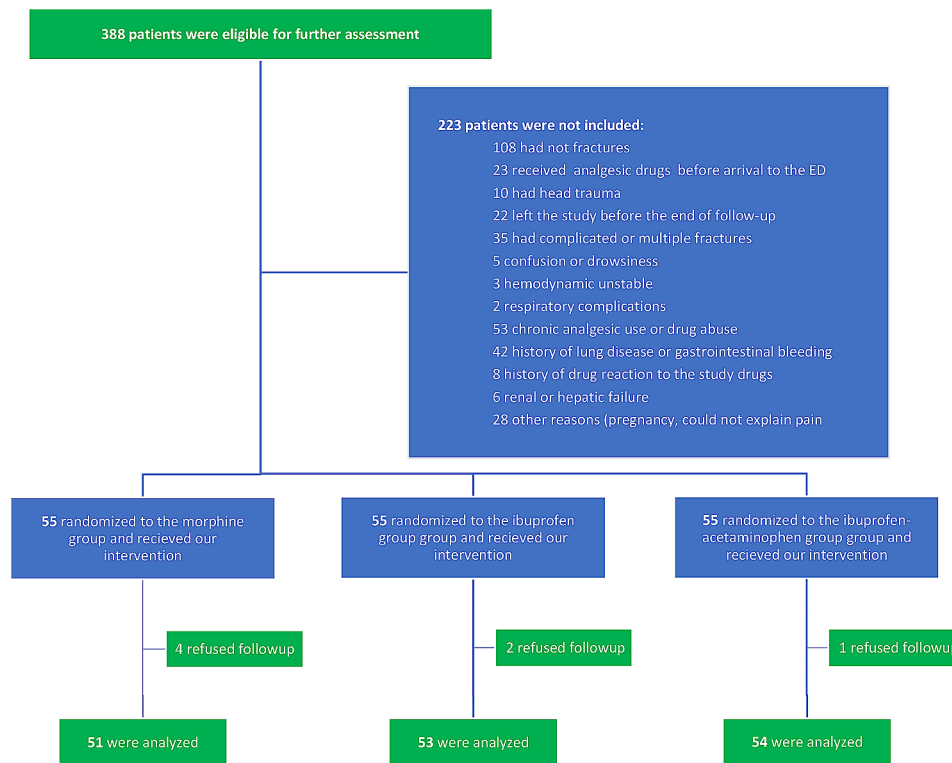 388 patients were eligible for further assessment
223 patients were not included:
108 had not fractures
23 received analgesic drugs before arrival to the ED
10 had head trauma
22 left the study before the end of follow-up
35 had complicated or multiple fractures
5 confusion or drowsiness
3 hemodynamic unstable
2 respiratory complications
53 chronic analgesic use or drug abuse
42 history of lung disease or gastrointestinal bleeding
8 history of drug reaction to the study drugs
6 renal or hepatic failure
28 other reasons (pregnancy, could not explain pain
55 randomized to the morphine
group and recieved our
intervention
55 randomized to the ibuprofen
group group and recieved our
intervention
55 randomized to the ibuprofen-
acetaminophen group group and
recieved our intervention
4 refused followup
2 refused followup
1 refused followup
51 were analyzed
53 were analyzed
54 were analyzed